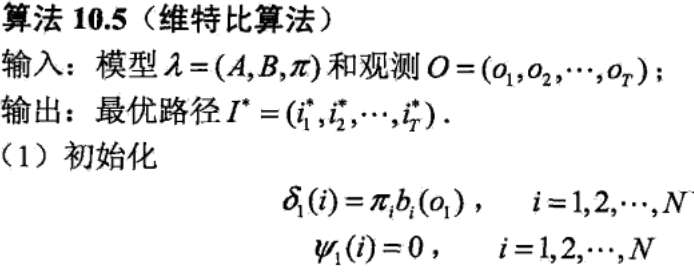 算法 10.5（维特比算法）
输入：模型 λ=(A,B,π) 和观测 O=(o₁,o₂,⋯,o_T)；
输出：最优路径 I*=(i₁*,i₂*,⋯,i_T*).
（1）初始化
δ₁(i)=πᵢbᵢ(o₁)， i=1,2,⋯,N
ψ₁(i)=0， i=1,2,⋯,N